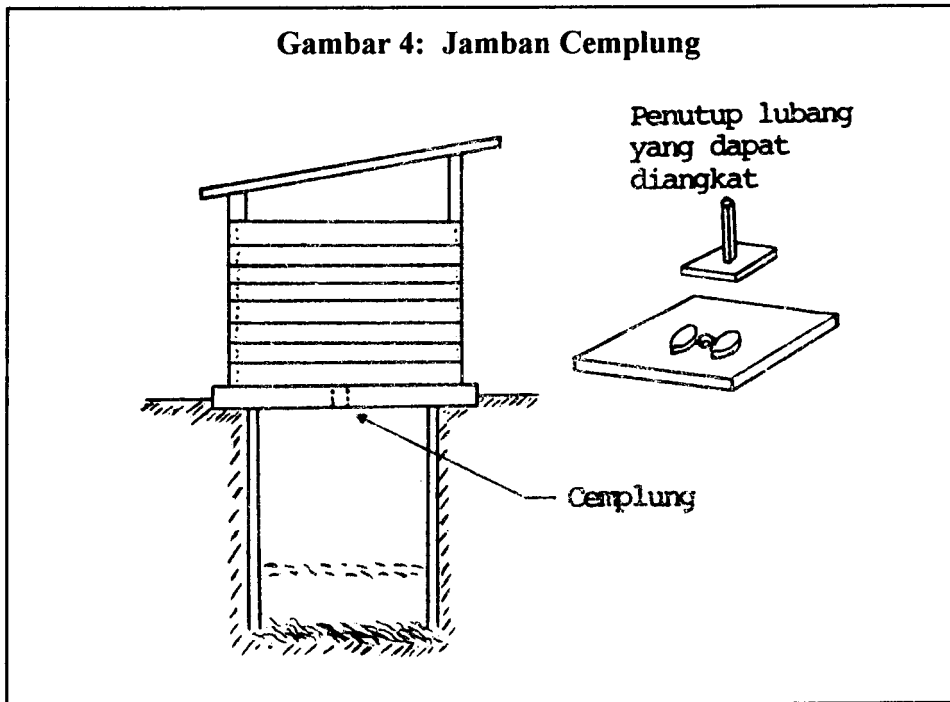 Gambar 4: Jamban Cemplung
Penutup lubang
yang dapat
diangkat
Cemplung